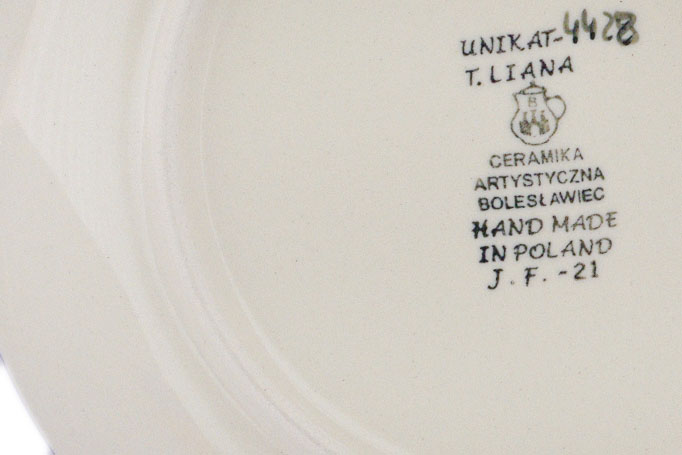 UNIKAT-4428
T. LIANA
B
CERAMIKA
ARTYSTYCZNA
BOLESŁAWIEC
HAND MADE
IN POLAND
J. F. -21